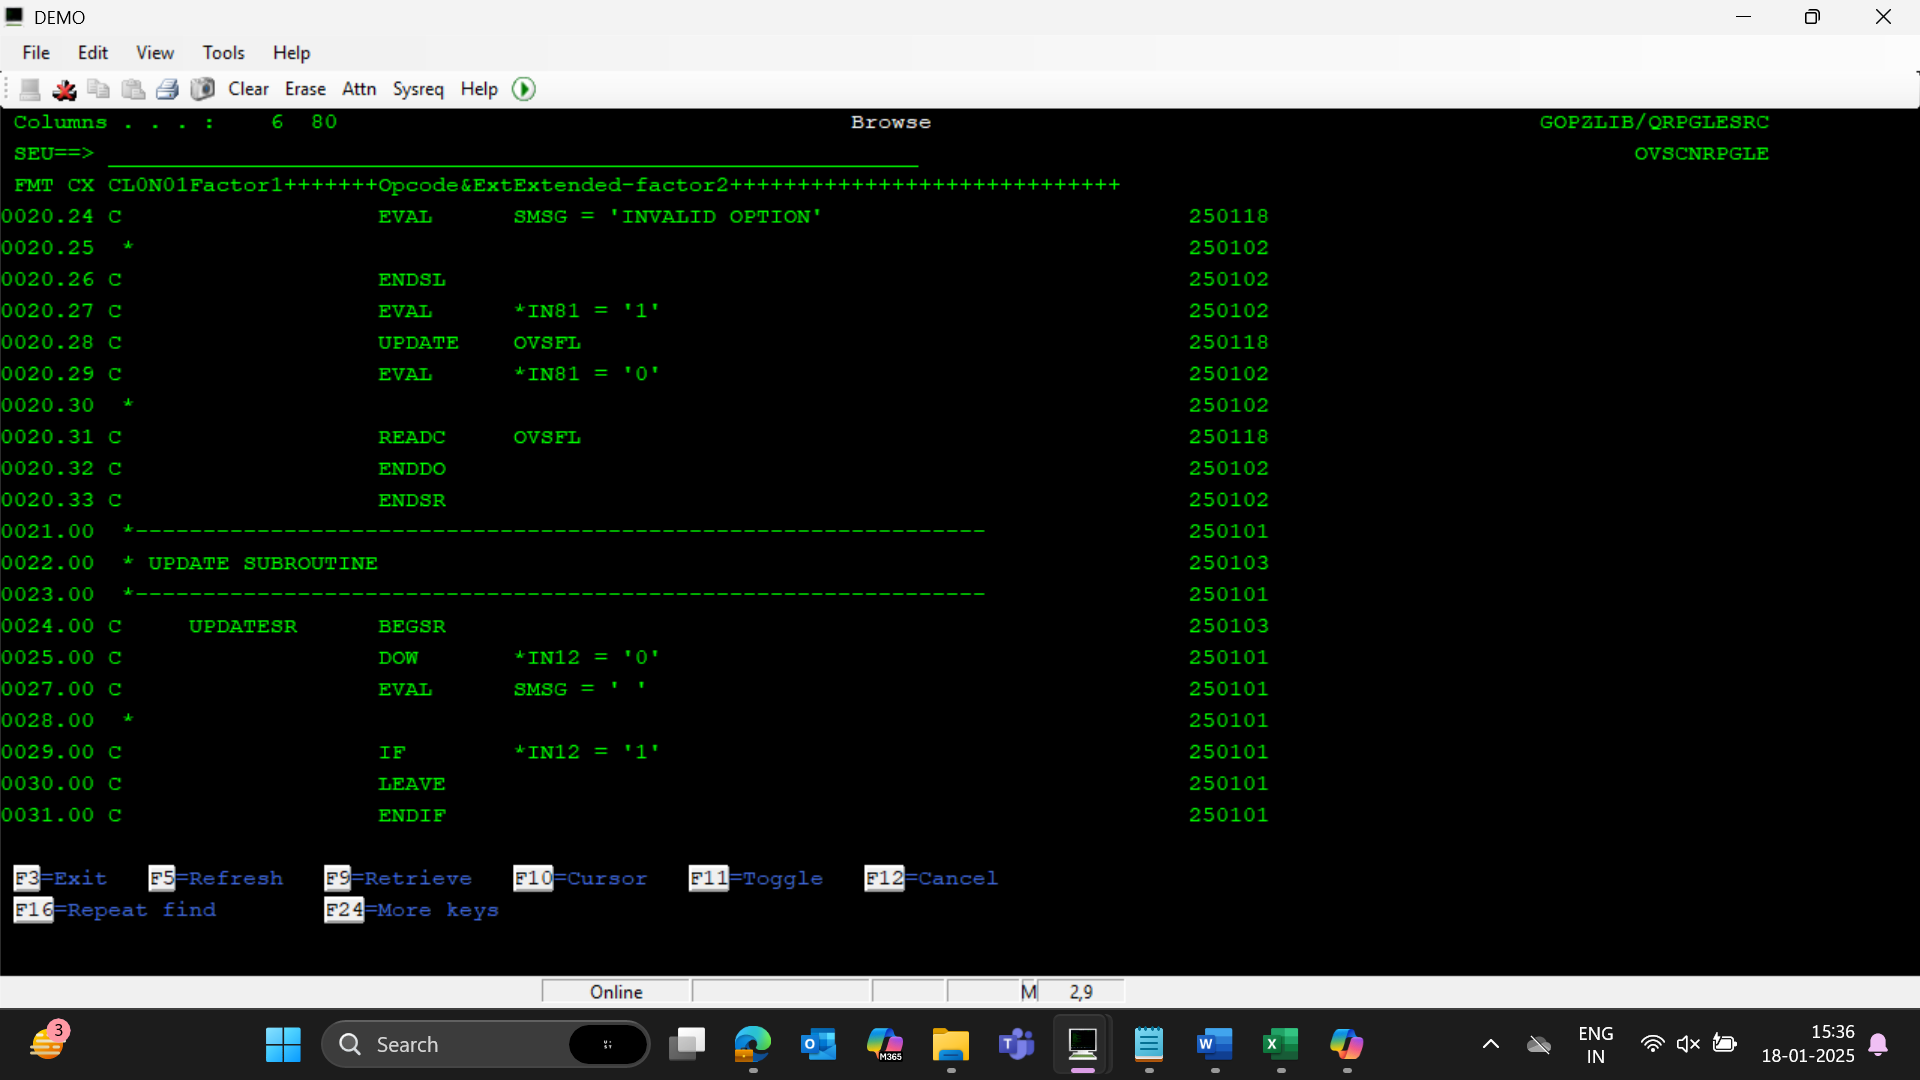 DEMO
File Edit View Tools Help
Clear Erase Attn Sysreq Help
Columns . . . : 6 80 Browse GOPZLIB/QRPGLESRC
SEU==> OVSCNRPGLE
FMT CX CL0N01Factor1+++++++Opcode&ExtExtended-factor2+++++++++++++++++++++++++++++
0020.24 C EVAL SMSG = 'INVALID OPTION' 250118
0020.25 * 250102
0020.26 C ENDSL 250102
0020.27 C EVAL *IN81 = '1' 250102
0020.28 C UPDATE OVSFL 250118
0020.29 C EVAL *IN81 = '0' 250102
0020.30 * 250102
0020.31 C READC OVSFL 250118
0020.32 C ENDDO 250102
0020.33 C ENDSR 250102
0021.00 *--------------------------------------------------------------- 250101
0022.00 * UPDATE SUBROUTINE 250103
0023.00 *--------------------------------------------------------------- 250101
0024.00 C UPDATESR BEGSR 250103
0025.00 C DOW *IN12 = '0' 250101
0027.00 C EVAL SMSG = ' ' 250101
0028.00 * 250101
0029.00 C IF *IN12 = '1' 250101
0030.00 C LEAVE 250101
0031.00 C ENDIF 250101
F3=Exit F5=Refresh F9=Retrieve F10=Cursor F11=Toggle F12=Cancel
F16=Repeat find F24=More keys
Online M 2,9
3 Search M365 ENG 15:36
IN 18-01-2025